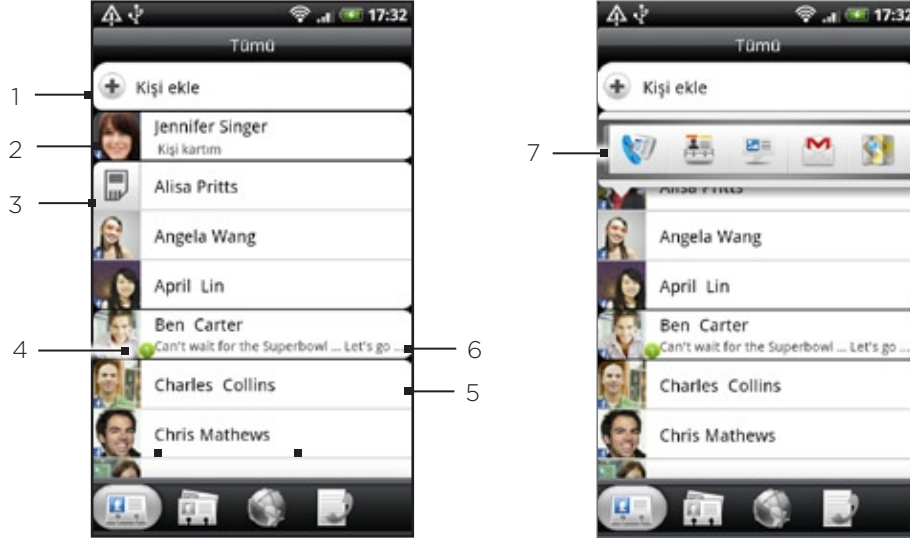 17:32
Tümü
1
Kişi ekle
2
Jennifer Singer
Kişi kartım
3
Alisa Pritts
Angela Wang
April Lin
Ben Carter
4
Can't wait for the Superbowl ... Let's go ...
6
Charles Collins
5
Chris Mathews
17:32
Tümü
Kişi ekle
7
Alisa Pritts
Angela Wang
April Lin
Ben Carter
Can't wait for the Superbowl ... Let's go ...
Charles Collins
Chris Mathews